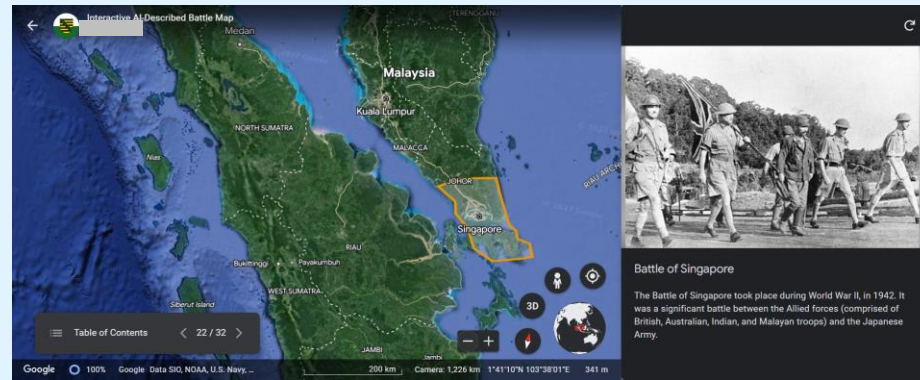 Interactive AI-Described Battle Map
TERENGGANU
Medan
Malaysia
Kuala Lumpur
NORTH SUMATRA
MALACCA
Nias
JOHOR
RIAU ARCH
Singapore
RIAU
Bukittinggi
Payakumbuh
WEST SUMATRA
Siberut Island
3D
Table of Contents
22 / 32
JAMBI
Jambi
Google
100%
Google
Data SIO, NOAA, U.S. Navy, ...
200 km
Camera: 1,226 km
1°41'10"N 103°38'01"E
341 m
Battle of Singapore
The Battle of Singapore took place during World War II, in 1942. It
was a significant battle between the Allied forces (comprised of
British, Australian, Indian, and Malayan troops) and the Japanese
Army.